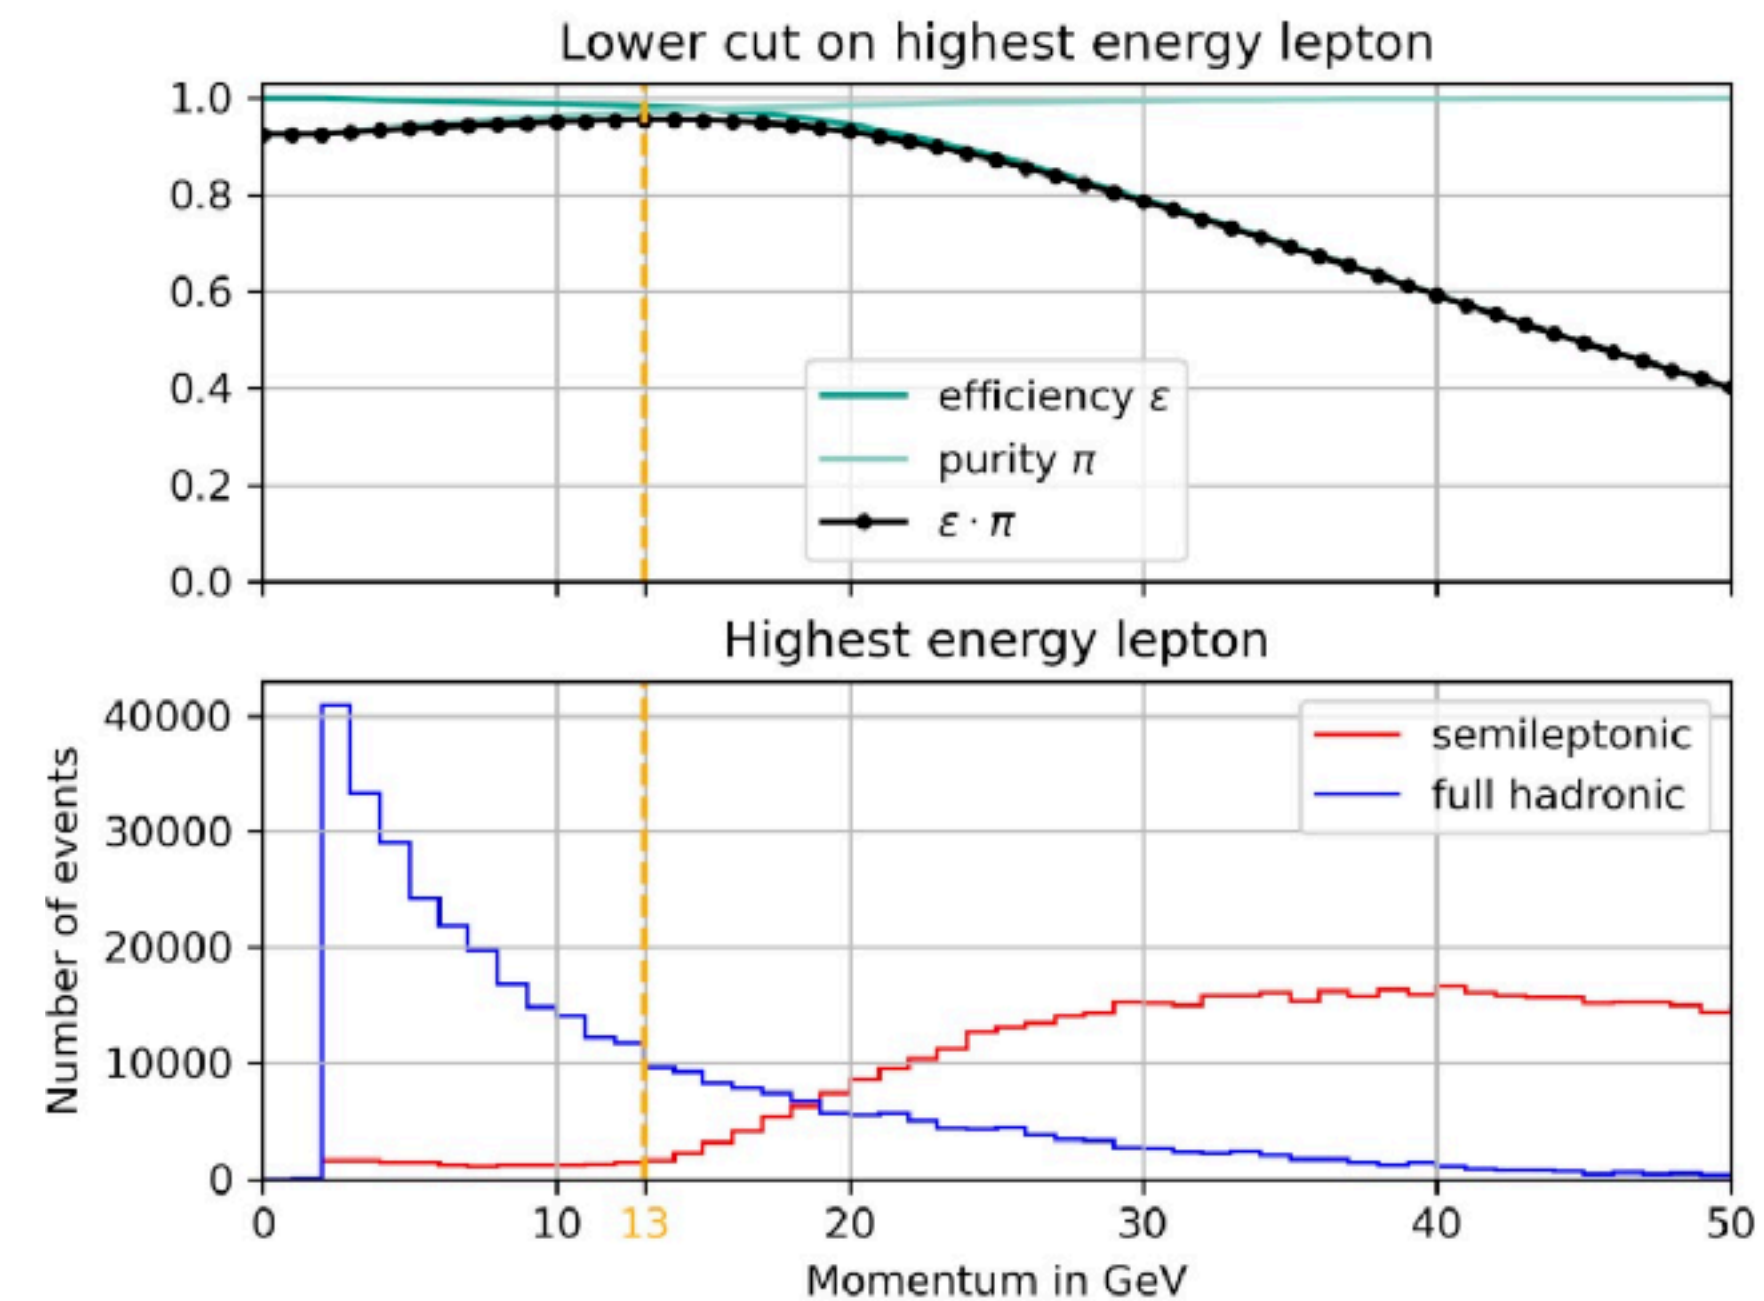 Lower cut on highest energy lepton
1.0
0.8
0.6
0.4
0.2
0.0
efficiency ε
purity π
ε · π
Highest energy lepton
Number of events
40000
30000
20000
10000
0
semileptonic
full hadronic
0 10 13 20 30 40 50
Momentum in GeV